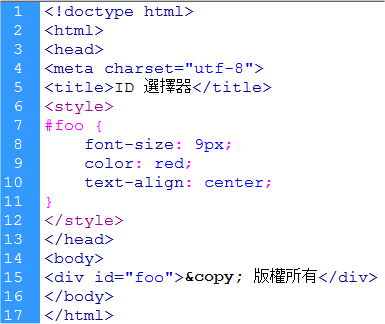 1 <!doctype html>
2 <html>
3 <head>
4 <meta charset="utf-8">
5 <title>ID 選擇器</title>
6 <style>
7 #foo {
8     font-size: 9px;
9     color: red;
10     text-align: center;
11 }
12 </style>
13 </head>
14 <body>
15 <div id="foo">&copy; 版權所有</div>
16 </body>
17 </html>